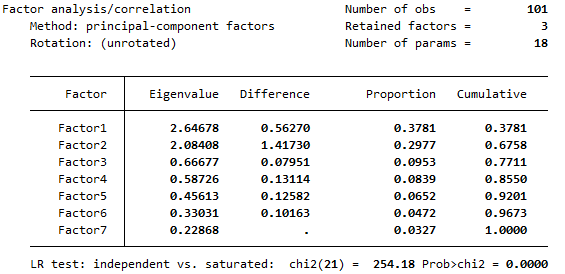 Factor analysis/correlation Number of obs = 101
Method: principal-component factors Retained factors = 3
Rotation: (unrotated) Number of params = 18
Factor Eigenvalue Difference Proportion Cumulative
Factor1 2.64678 0.56270 0.3781 0.3781
Factor2 2.08408 1.41730 0.2977 0.6758
Factor3 0.66677 0.07951 0.0953 0.7711
Factor4 0.58726 0.13114 0.0839 0.8550
Factor5 0.45613 0.12582 0.0652 0.9201
Factor6 0.33031 0.10163 0.0472 0.9673
Factor7 0.22868 . 0.0327 1.0000
LR test: independent vs. saturated: chi2(21) = 254.18 Prob>chi2 = 0.0000